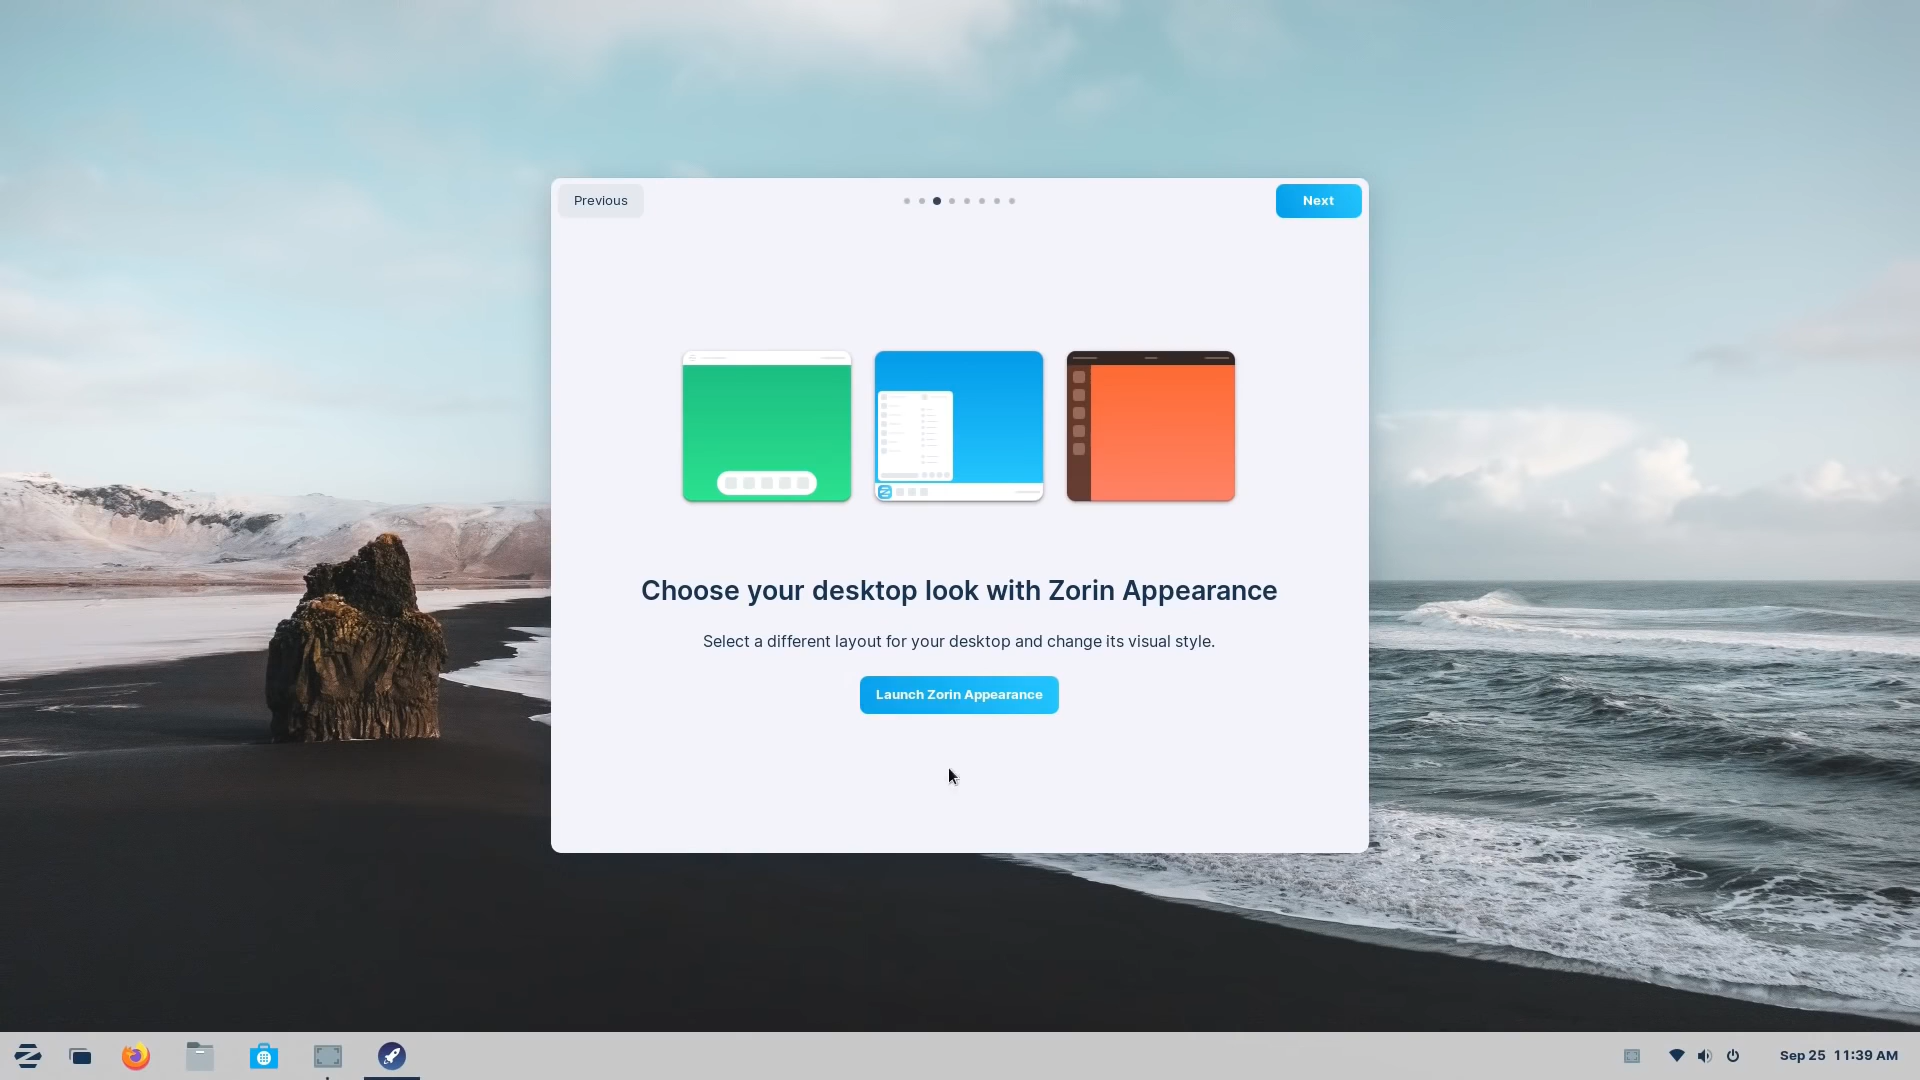 Previous
Next
Choose your desktop look with Zorin Appearance
Select a different layout for your desktop and change its visual style.
Launch Zorin Appearance
Sep 25 11:39 AM